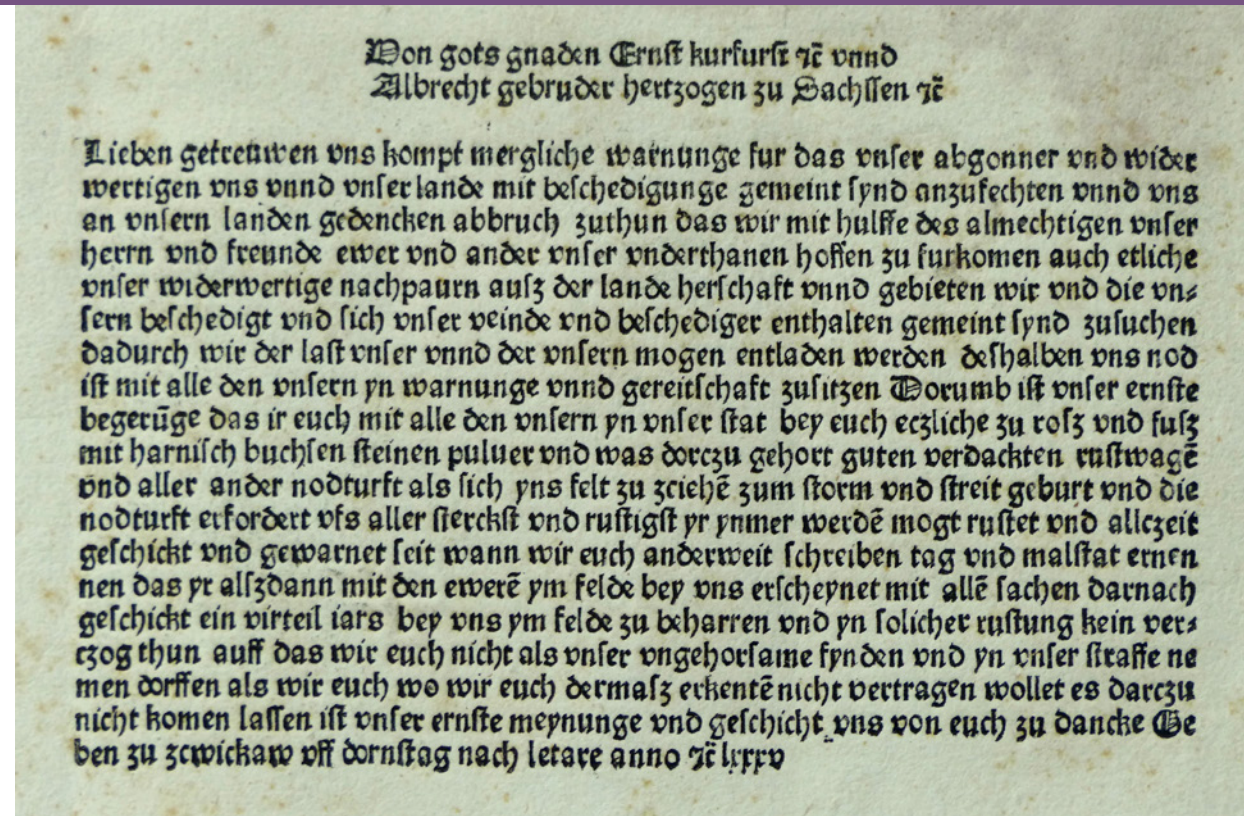 Von gots gnaden Ernst kurfurst ⁊c̃ vnnd
Albrecht gebruder hertzogen zu Sachssen ⁊c̃
Lieben getreuwen vns kompt mergliche warnunge fur das vnser abgonner vnd wider
wertigen vns vnnd vnser lande mit beschedigunge gemeint synd anzufechten vnnd vns
an vnsern landen gedencken abbruch zuthun das wir mit hulffe des almechtigen vnser
herrn vnd freunde ewer vnd ander vnser vnderthanen hoffen zu furkomen auch etliche
vnser widerwertige nachpaurn ausz der lande herschaft vnnd gebieten wir vnd die vn⸗
sern beschedigt vnd sich vnser veinde vnd beschediger enthalten gemeint synd zusuchen
dadurch wir der last vnser vnnd der vnsern mogen entladen werden deshalben vns nod
ist mit alle den vnsern yn warnunge vnnd gereitschaft zusitzen Dorumb ist vnser ernste
begerūge das ir euch mit alle den vnsern yn vnser stat bey euch eczliche zu rosz vnd fusz
mit harnisch buchsen steinen puluer vnd was dorczu gehort guten verdackten rustwagē
vnd aller ander nodturft als sich yns felt zu zciehē zum storm vnd streit geburt vnd die
nodturft erfordert vfs aller sterckst vnd rustigst yr ynmer werdē mogt rustet vnd allczeit
geschickt vnd gewarnet seit wann wir euch anderweit schreiben tag vnd malstat ernen
nen das yr alszdann mit den ewerē ym felde bey vns erscheynet mit allē sachen darnach
geschickt ein virteil iars bey vns ym felde zu beharren vnd yn solicher rustung kein ver⸗
czog thun auff das wir euch nicht als vnser vngehorsame fynden vnd yn vnser straffe ne
men dorffen als wir euch wo wir euch dermasz erkentē nicht vertragen wollet es darczu
nicht komen lassen ist vnser ernste meynunge vnd geschicht vns von euch zu dancke Ge
ben zu zcwickaw vff dornstag nach letare anno ⁊c̃ lxxxv